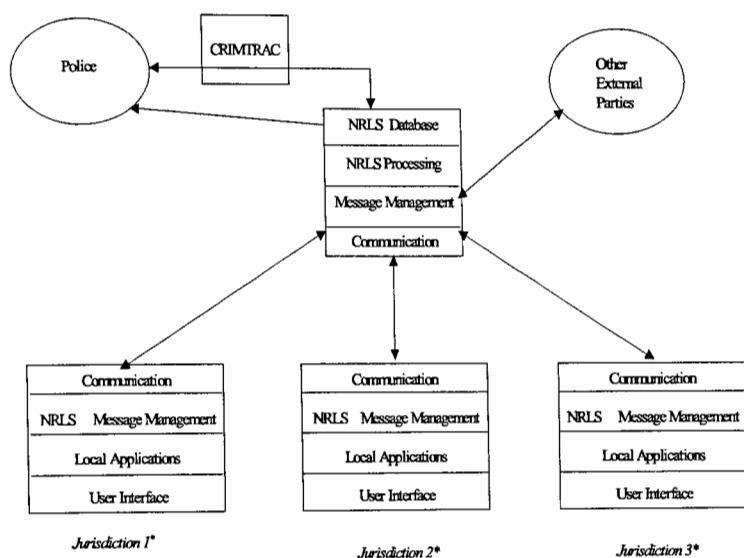 CRIMTRAC
Police
Other
External
Parties
NRLS Database
NRLS Processing
Message Management
Communication
Communication
NRLS Message Management
Local Applications
User Interface
Jurisdiction 1*
Communication
NRLS Message Management
Local Applications
User Interface
Jurisdiction 2*
Communication
NRLS Message Management
Local Applications
User Interface
Jurisdiction 3*